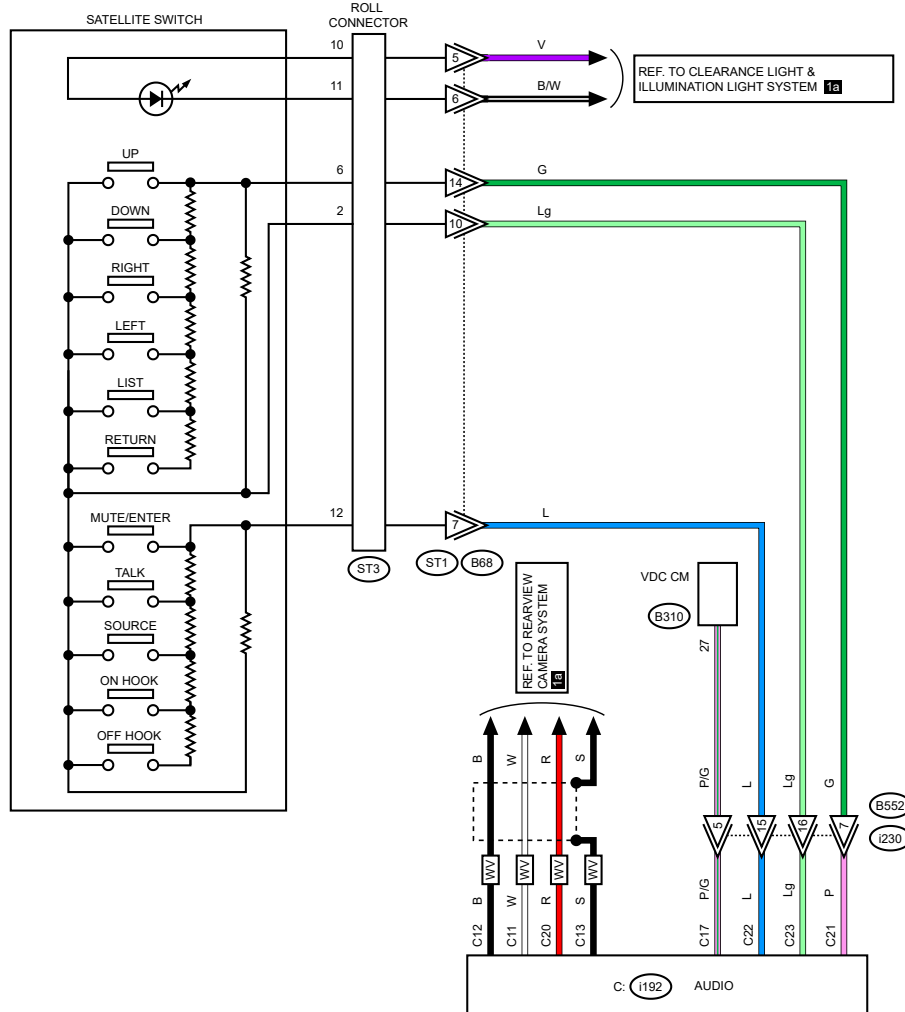 SATELLITE SWITCH
ROLL
CONNECTOR
10
5
V
11
6
B/W
REF. TO CLEARANCE LIGHT &
ILLUMINATION LIGHT SYSTEM 1a
UP
6
14
G
DOWN
2
10
Lg
RIGHT
LEFT
LIST
RETURN
MUTE/ENTER
12
7
L
ST3
ST1
B68
TALK
SOURCE
ON HOOK
OFF HOOK
REF. TO REARVIEW
CAMERA SYSTEM
1a
VDC CM
B310
27
B
W
R
S
P/G
L
Lg
G
5
15
16
7
B552
i230
WV
WV
WV
WV
B
W
R
S
P/G
L
Lg
P
C12
C11
C20
C13
C17
C22
C23
C21
C: i192 AUDIO